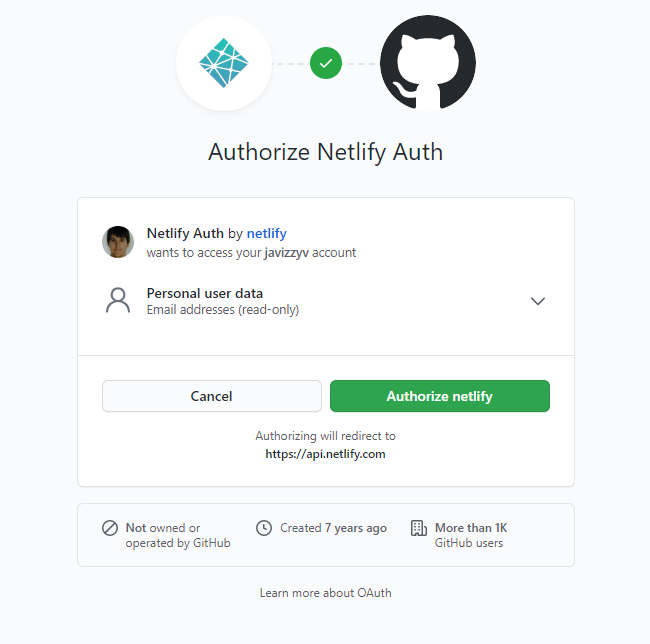 Authorize Netlify Auth
Netlify Auth by netlify
wants to access your javizzyv account
Personal user data
Email addresses (read-only)
Cancel
Authorize netlify
Authorizing will redirect to
https://api.netlify.com
Not owned or
operated by GitHub
Created 7 years ago
More than 1K
GitHub users
Learn more about OAuth